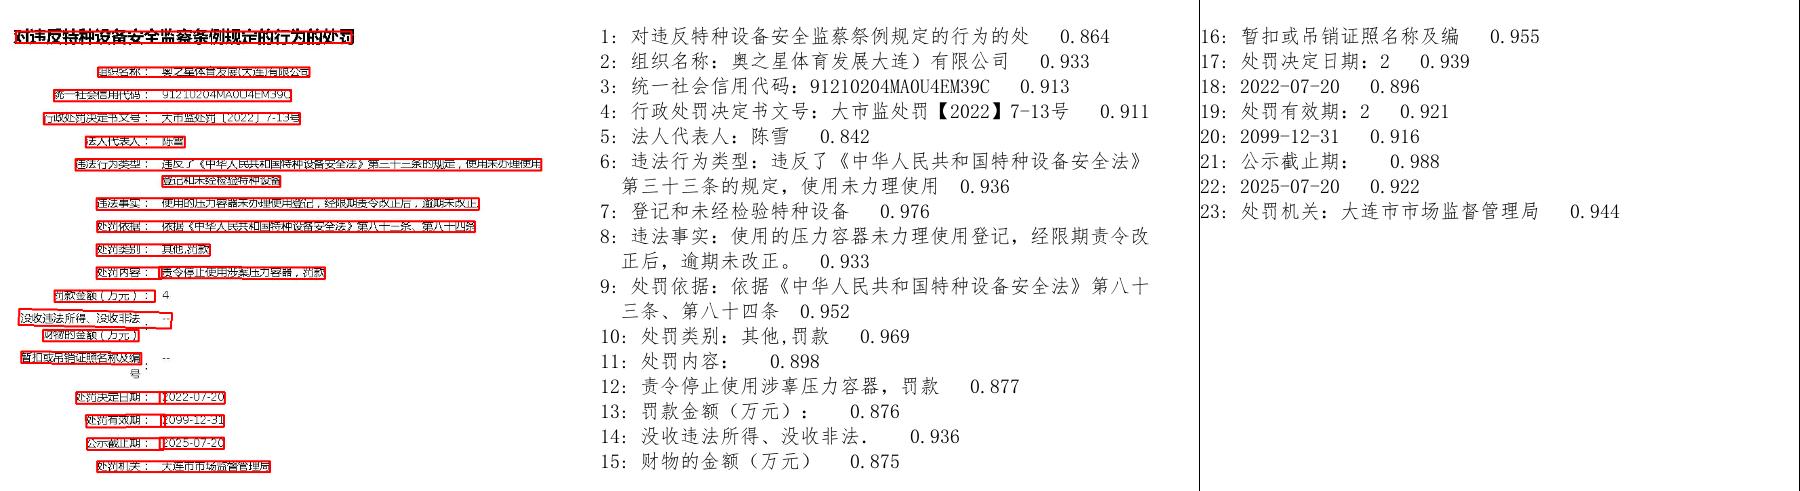 对违反特种设备安全监察条例规定的行为的处罚
组织名称： 奥之星体育发展(大连)有限公司
统一社会信用代码： 91210204MA0U4EM39C
行政处罚决定书文号： 大市监处罚〔2022〕7-13号
法人代表人： 陈雪
违法行为类型： 违反了《中华人民共和国特种设备安全法》第三十三条的规定，使用未办理使用
登记和未经检验特种设备
违法事实： 使用的压力容器未办理使用登记，经限期责令改正后，逾期未改正。
处罚依据： 依据《中华人民共和国特种设备安全法》第八十三条、第八十四条
处罚类别： 其他,罚款
处罚内容： 责令停止使用涉案压力容器，罚款
罚款金额（万元）： 4
没收违法所得、没收非法
财物的金额（万元）： --
暂扣或吊销证照名称及编
号： --
处罚决定日期： 2022-07-20
处罚有效期： 2099-12-31
公示截止期： 2025-07-20
处罚机关： 大连市市场监督管理局
1: 对违反特种设备安全监蔡祭例规定的行为的处 0.864
2: 组织名称: 奥之星体育发展大连）有限公司 0.933
3: 统一社会信用代码: 91210204MA0U4EM39C 0.913
4: 行政处罚决定书文号: 大市监处罚【2022】7-13号 0.911
5: 法人代表人: 陈雪 0.842
6: 违法行为类型: 违反了《中华人民共和国特种设备安全法》
第三十三条的规定，使用未力理使用 0.936
7: 登记和未经检验特种设备 0.976
8: 违法事实: 使用的压力容器未力理使用登记，经限期责令改
正后，逾期未改正。 0.933
9: 处罚依据: 依据《中华人民共和国特种设备安全法》第八十
三条、第八十四条 0.952
10: 处罚类别: 其他,罚款 0.969
11: 处罚内容: 0.898
12: 责令停止使用涉辜压力容器，罚款 0.877
13: 罚款金额（万元）: 0.876
14: 没收违法所得、没收非法. 0.936
15: 财物的金额（万元） 0.875
16: 暂扣或吊销证照名称及编 0.955
17: 处罚决定日期: 2 0.939
18: 2022-07-20 0.896
19: 处罚有效期: 2 0.921
20: 2099-12-31 0.916
21: 公示截止期: 0.988
22: 2025-07-20 0.922
23: 处罚机关: 大连市市场监督管理局 0.944